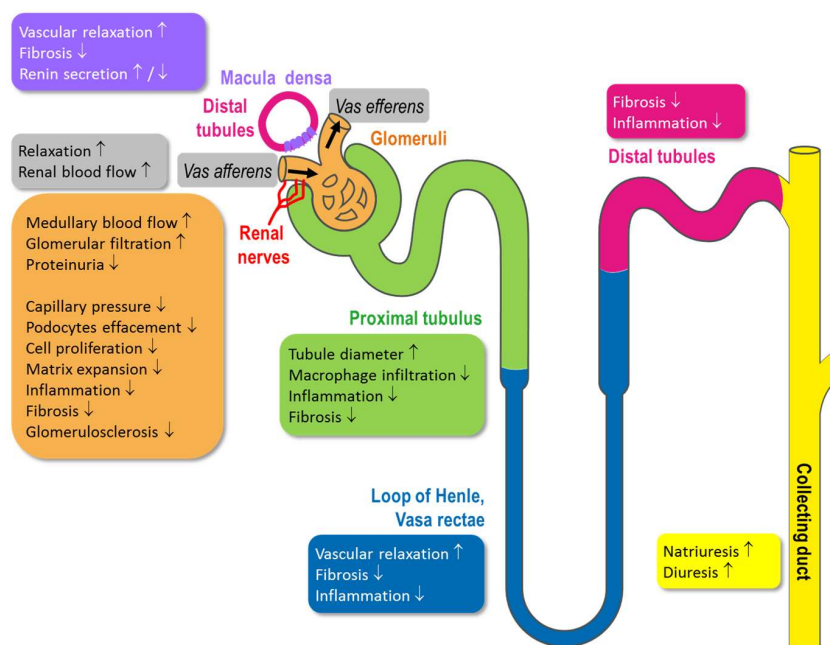 Vascular relaxation ↑
Fibrosis ↓
Renin secretion ↑ / ↓
Macula densa
Distal
tubules
Vas efferens
Glomeruli
Relaxation ↑
Renal blood flow ↑
Vas afferens
Renal
nerves
Medullary blood flow ↑
Glomerular filtration ↑
Proteinuria ↓
Capillary pressure ↓
Podocytes effacement ↓
Cell proliferation ↓
Matrix expansion ↓
Inflammation ↓
Fibrosis ↓
Glomerulosclerosis ↓
Proximal tubulus
Tubule diameter ↑
Macrophage infiltration ↓
Inflammation ↓
Fibrosis ↓
Loop of Henle,
Vasa rectae
Vascular relaxation ↑
Fibrosis ↓
Inflammation ↓
Fibrosis ↓
Inflammation ↓
Distal tubules
Natriuresis ↑
Diuresis ↑
Collecting duct